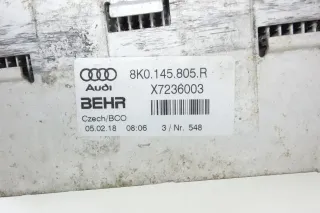 8K0.145.805.R
Audi
X7236003
BEHR
Czech/BCO
05.02.18 08:06 3 / Nr. 548